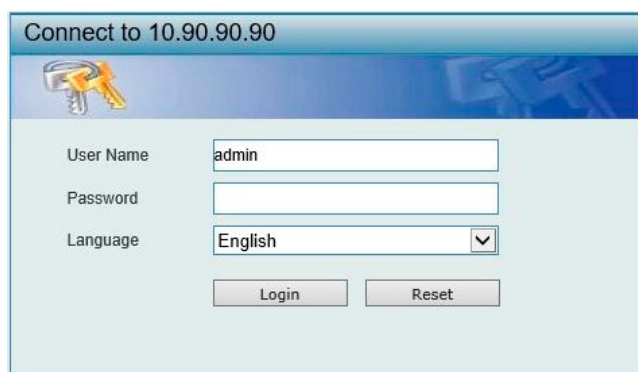 Connect to 10.90.90.90
User Name admin
Password
Language English
Login Reset